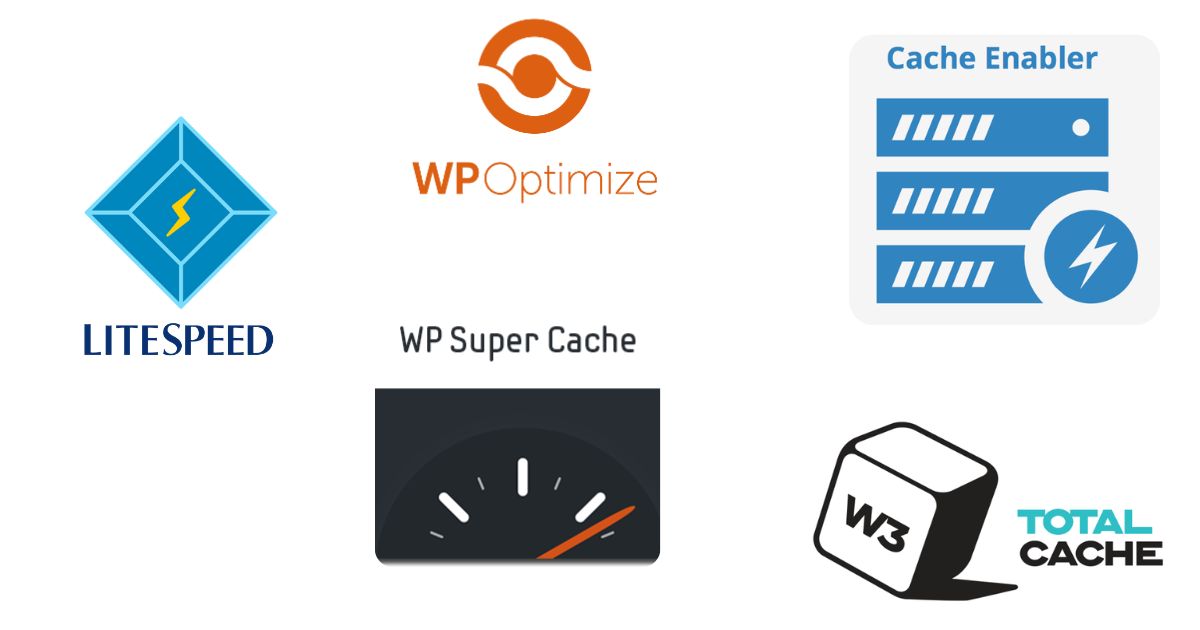 LITESPEED
WPOptimize
WP Super Cache
Cache Enabler
W3
TOTAL
CACHE